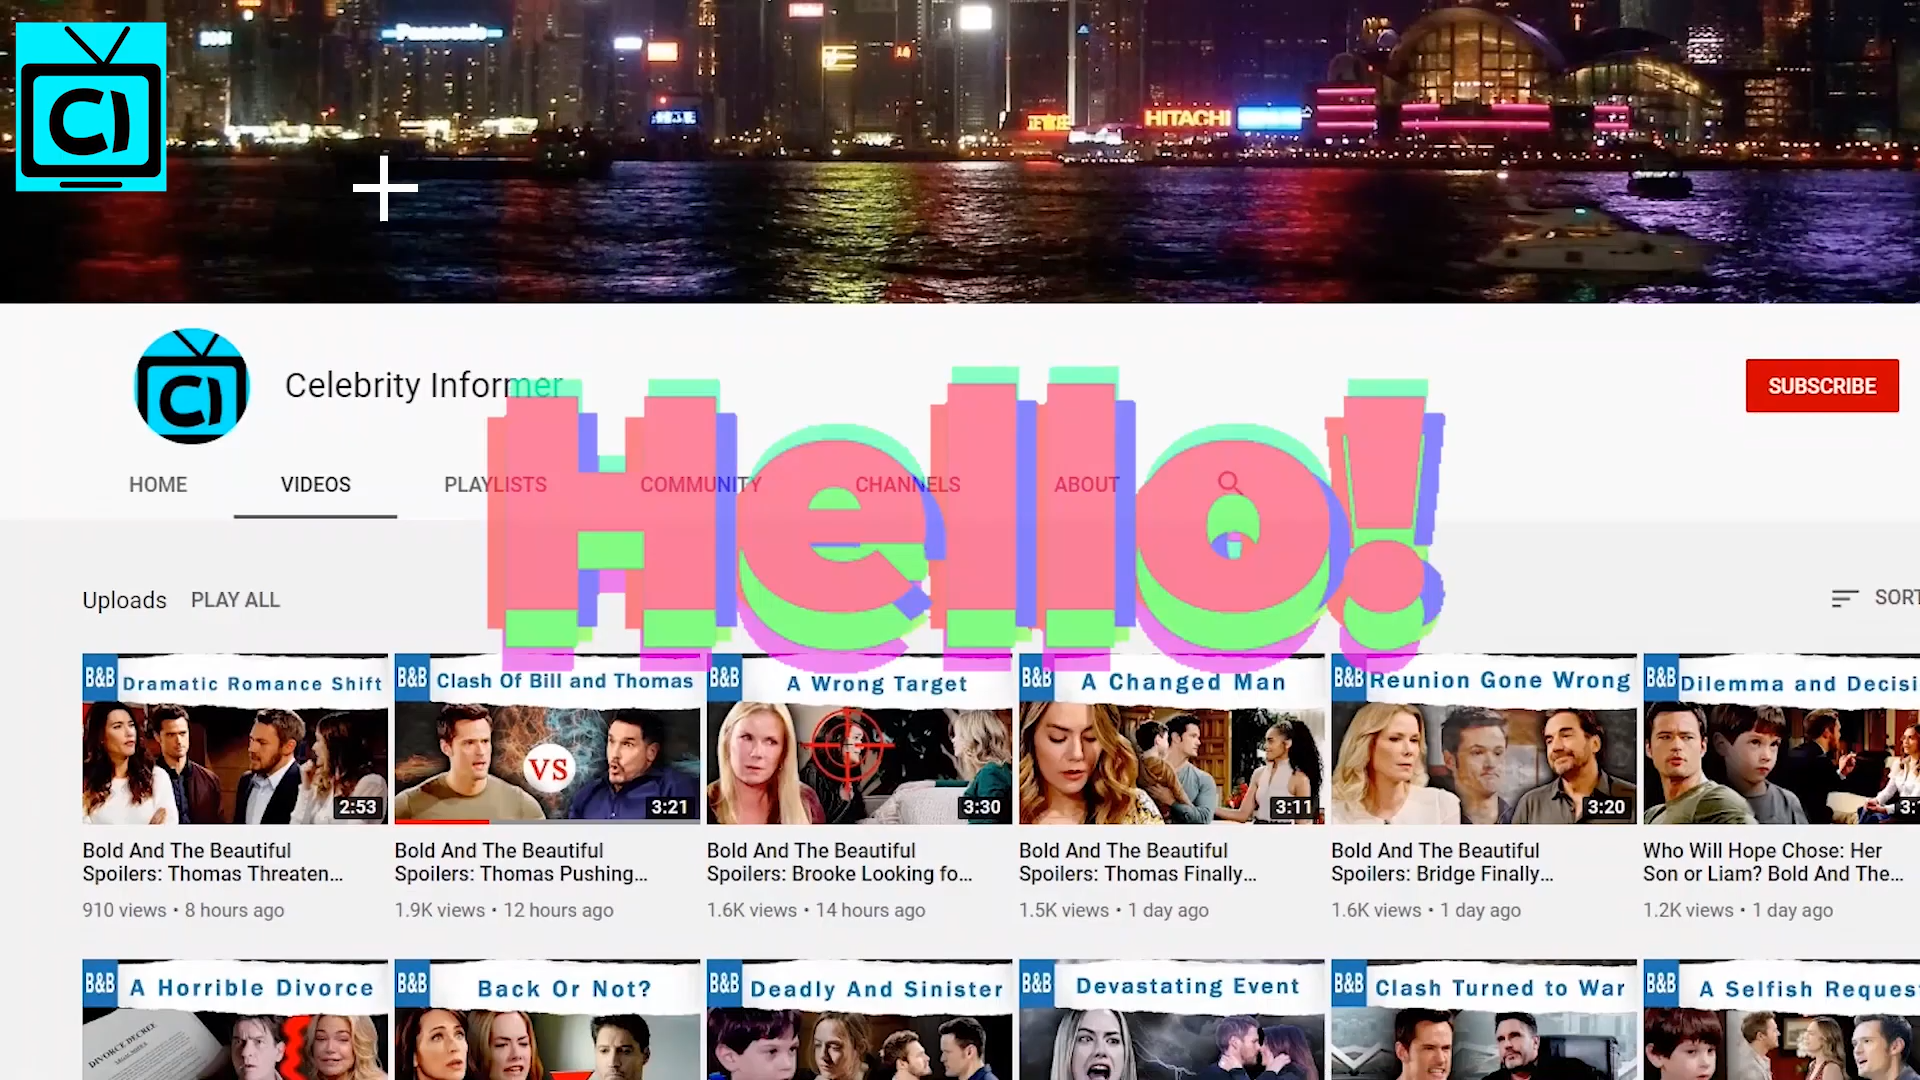 Panasonic
正官庄
HITACHI
CI
CI
Celebrity Informer
SUBSCRIBE
Hello!
HOME
VIDEOS
PLAYLISTS
COMMUNITY
CHANNELS
ABOUT
Uploads
PLAY ALL
SORT
B&B Dramatic Romance Shift
2:53
B&B Clash Of Bill and Thomas
VS
3:21
B&B A Wrong Target
3:30
B&B A Changed Man
3:11
B&B Reunion Gone Wrong
3:20
B&B Dilemma and Decisi
3:
Bold And The Beautiful
Spoilers: Thomas Threaten...
910 views • 8 hours ago
Bold And The Beautiful
Spoilers: Thomas Pushing...
1.9K views • 12 hours ago
Bold And The Beautiful
Spoilers: Brooke Looking fo...
1.6K views • 14 hours ago
Bold And The Beautiful
Spoilers: Thomas Finally...
1.5K views • 1 day ago
Bold And The Beautiful
Spoilers: Bridge Finally...
1.6K views • 1 day ago
Who Will Hope Chose: Her
Son or Liam? Bold And The...
1.2K views • 1 day ago
B&B A Horrible Divorce
DIVORCE DECREE
B&B Back Or Not?
B&B Deadly And Sinister
B&B Devastating Event
B&B Clash Turned to War
B&B A Selfish Reques